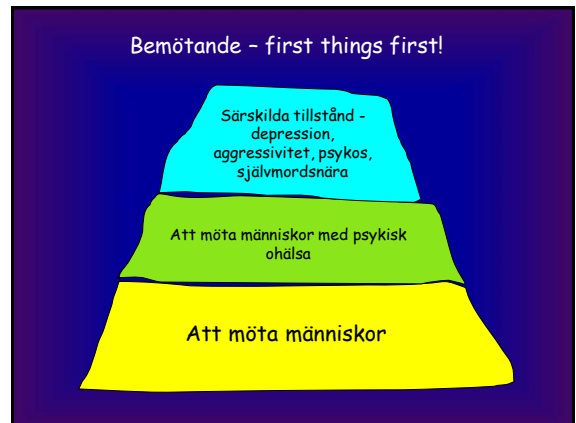 Bemötande – first things first!
Särskilda tillstånd -
depression,
aggressivitet, psykos,
självmordsnära
Att möta människor med psykisk
ohälsa
Att möta människor